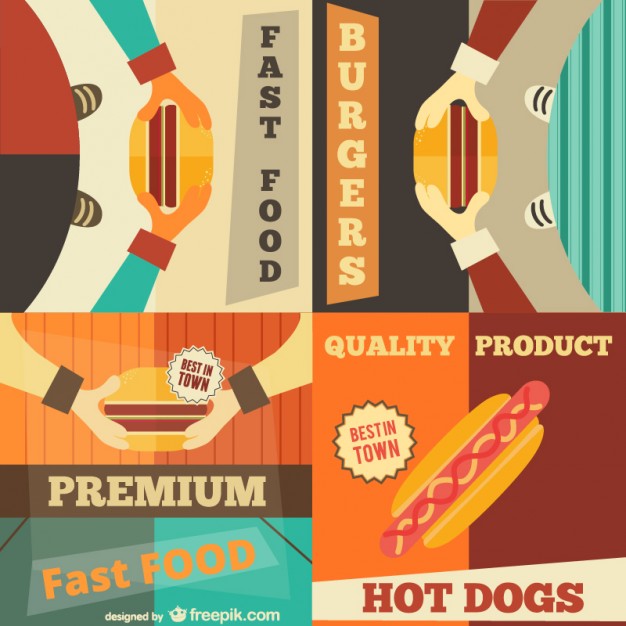 FAST FOOD
BURGERS
BEST IN
TOWN
PREMIUM
Fast FOOD
designed by freepik.com
QUALITY PRODUCT
BEST IN
TOWN
HOT DOGS